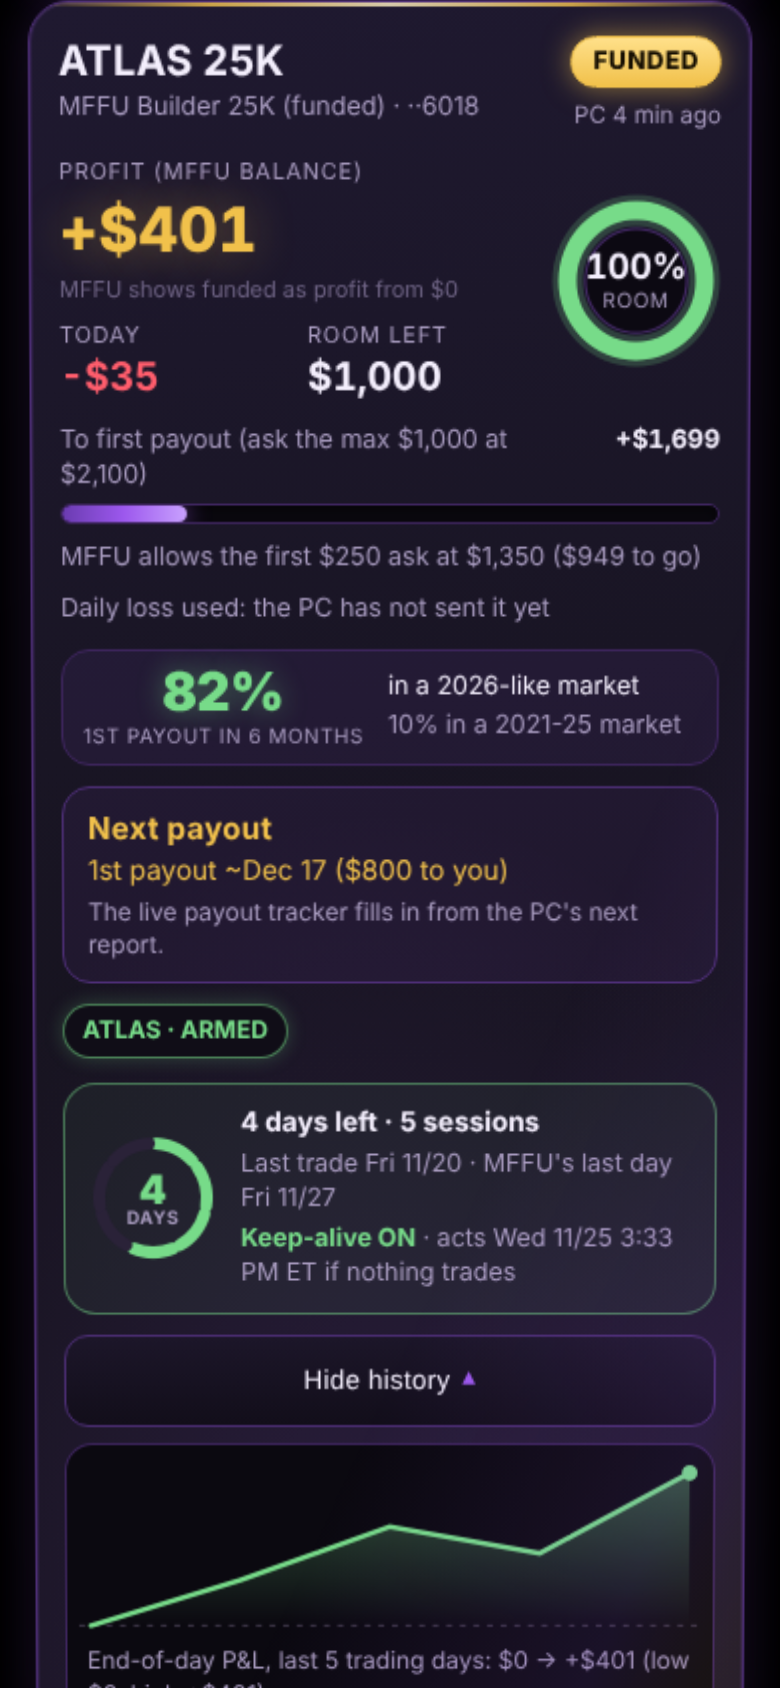 ATLAS 25K
FUNDED
MFFU Builder 25K (funded) · ··6018
PC 4 min ago
PROFIT (MFFU BALANCE)
+$401
MFFU shows funded as profit from $0
100%
ROOM
TODAY
ROOM LEFT
-$35
$1,000
To first payout (ask the max $1,000 at
$2,100)
+$1,699
MFFU allows the first $250 ask at $1,350 ($949 to go)
Daily loss used: the PC has not sent it yet
82%
1ST PAYOUT IN 6 MONTHS
in a 2026-like market
10% in a 2021-25 market
Next payout
1st payout ~Dec 17 ($800 to you)
The live payout tracker fills in from the PC's next
report.
ATLAS · ARMED
4
DAYS
4 days left · 5 sessions
Last trade Fri 11/20 · MFFU's last day
Fri 11/27
Keep-alive ON · acts Wed 11/25 3:33
PM ET if nothing trades
Hide history ▲
End-of-day P&L, last 5 trading days: $0 → +$401 (low